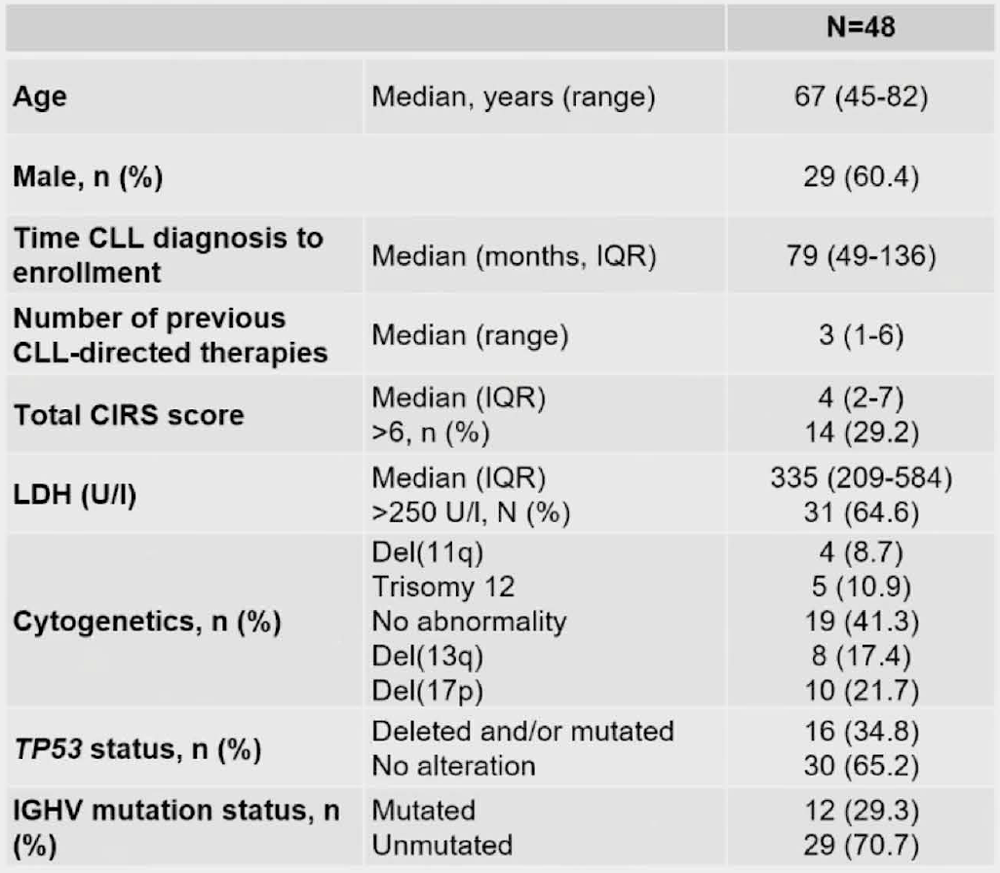 N=48
Age Median, years (range) 67 (45-82)
Male, n (%) 29 (60.4)
Time CLL diagnosis to
enrollment Median (months, IQR) 79 (49-136)
Number of previous
CLL-directed therapies Median (range) 3 (1-6)
Total CIRS score Median (IQR) 4 (2-7)
>6, n (%) 14 (29.2)
LDH (U/l) Median (IQR) 335 (209-584)
>250 U/l, N (%) 31 (64.6)
Cytogenetics, n (%) Del(11q) 4 (8.7)
Trisomy 12 5 (10.9)
No abnormality 19 (41.3)
Del(13q) 8 (17.4)
Del(17p) 10 (21.7)
TP53 status, n (%) Deleted and/or mutated 16 (34.8)
No alteration 30 (65.2)
IGHV mutation status, n Mutated 12 (29.3)
(%) Unmutated 29 (70.7)